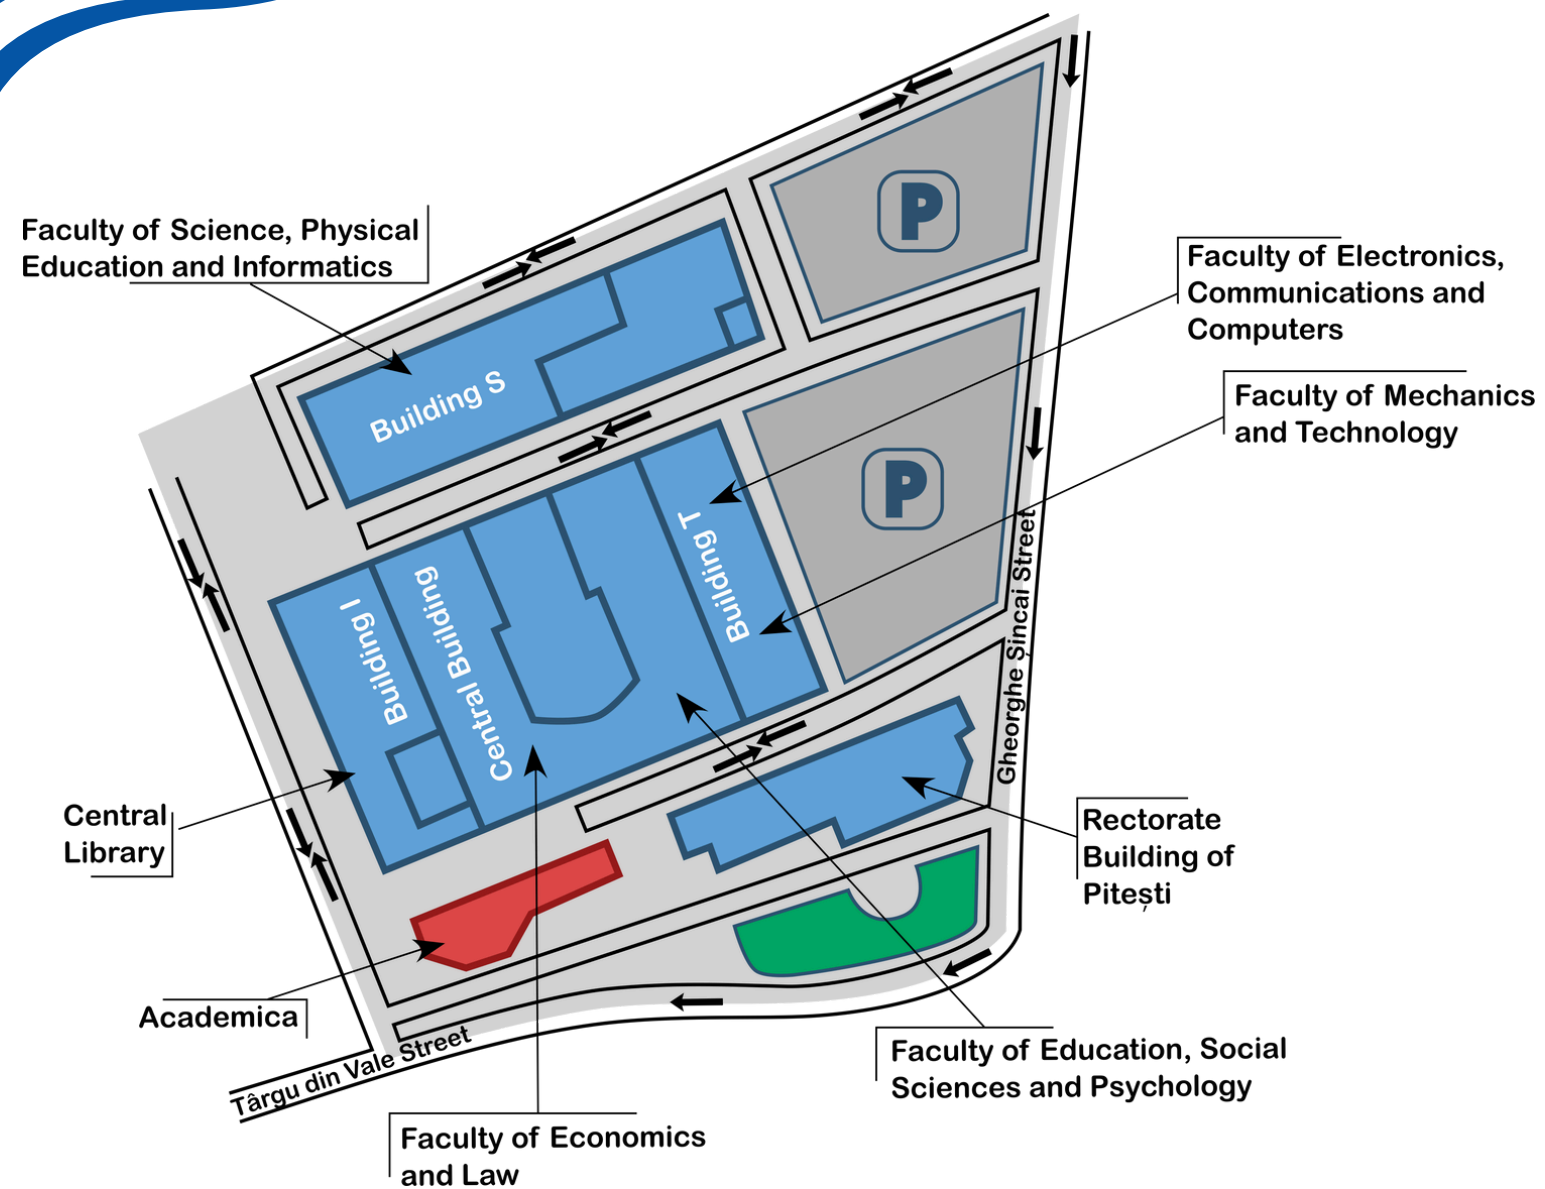 Faculty of Science, Physical
Education and Informatics
P
Faculty of Electronics,
Communications and
Computers
Faculty of Mechanics
and Technology
Building S
P
Building T
Building I
Central Building
Gheorghe Șincai Street
Central
Library
Rectorate
Building of
Pitești
Academica
Târgu din Vale Street
Faculty of Education, Social
Sciences and Psychology
Faculty of Economics
and Law